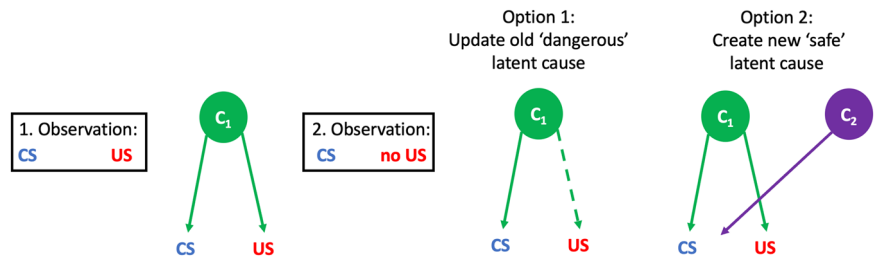 Option 1:
Update old ‘dangerous’
latent cause
Option 2:
Create new ‘safe’
latent cause
1. Observation:
CS US
C1
CS US
2. Observation:
CS no US
C1
CS US
C1 C2
CS US